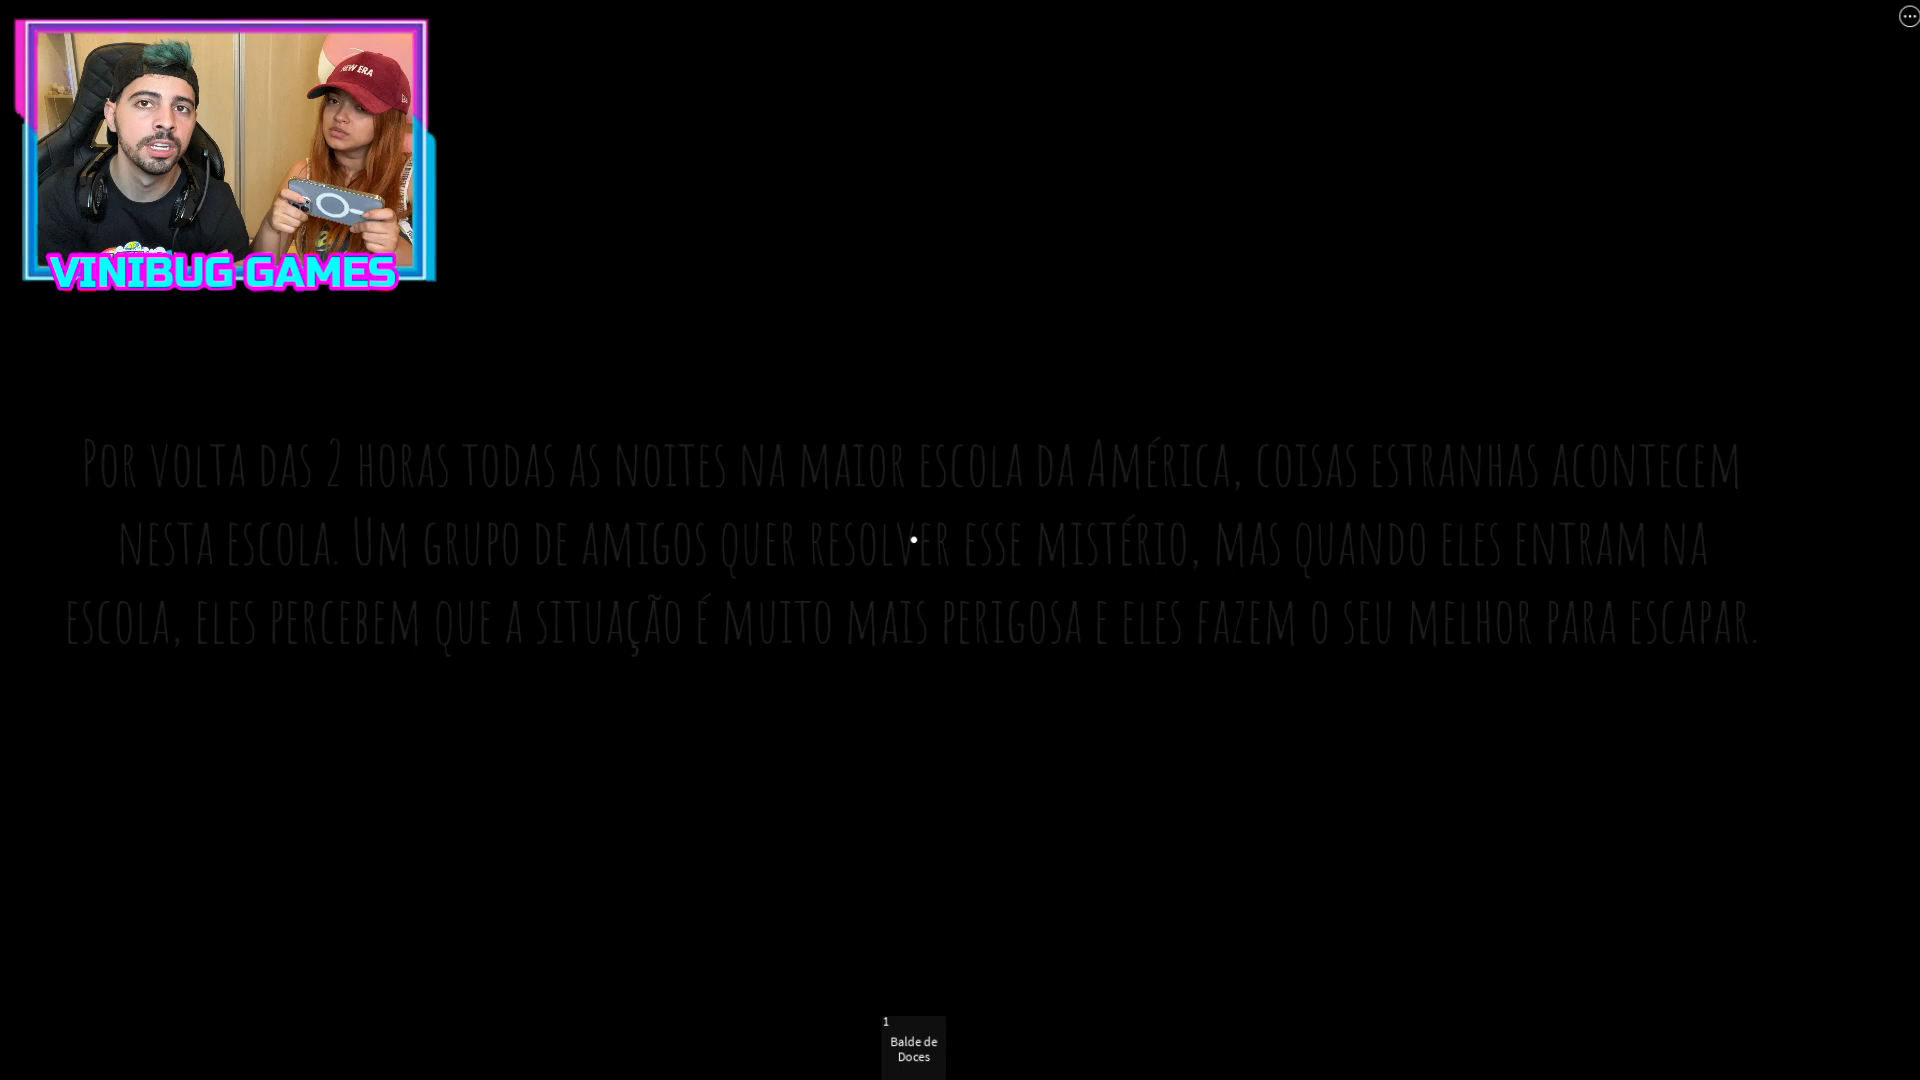 NEW ERA
VINIBUG GAMES
Por volta das 2 horas todas as noites na maior escola da América, coisas estranhas acontecem
nesta escola. Um grupo de amigos quer resolver esse mistério, mas quando eles entram na
escola, eles percebem que a situação é muito mais perigosa e eles fazem o seu melhor para escapar.
1
Balde de
Doces